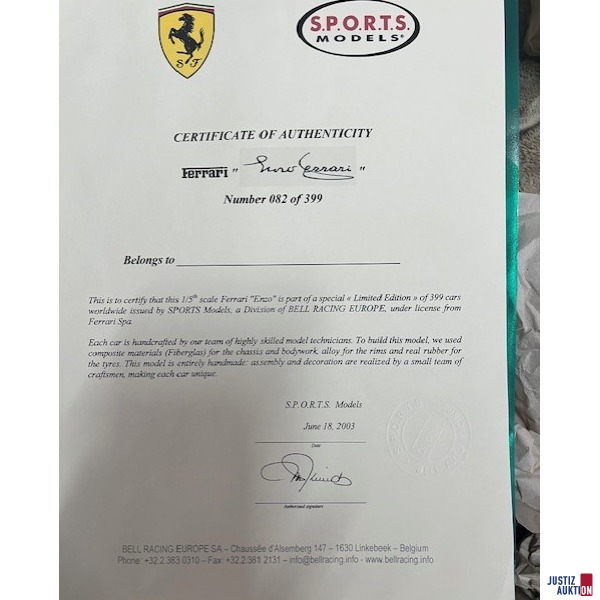 S F
S.P.O.R.T.S.
MODELS®
CERTIFICATE OF AUTHENTICITY
Ferrari " Enzo Ferrari "
Number 082 of 399
Belongs to
This is to certify that this 1/5th scale Ferrari "Enzo" is part of a special « Limited Edition » of 399 cars
worldwide issued by SPORTS Models, a Division of BELL RACING EUROPE, under license from
Ferrari Spa.
Each car is handcrafted by our team of highly skilled model technicians. To build this model, we used
composite materials (Fiberglas) for the chassis and bodywork, alloy for the rims and real rubber for
the tyres. This model is entirely handmade: assembly and decoration are realized by a small team of
craftsmen, making each car unique.
S.P.O.R.T.S. Models
June 18, 2003
Date
Authorized signature
BELL RACING EUROPE SA – Chaussée d'Alsemberg 147 – 1630 Linkebeek – Belgium
Phone: +32.2.383 0310 – Fax: +32.2.381 2131 – info@bellracing.info – www.bellracing.info
JUSTIZ
AUKTION